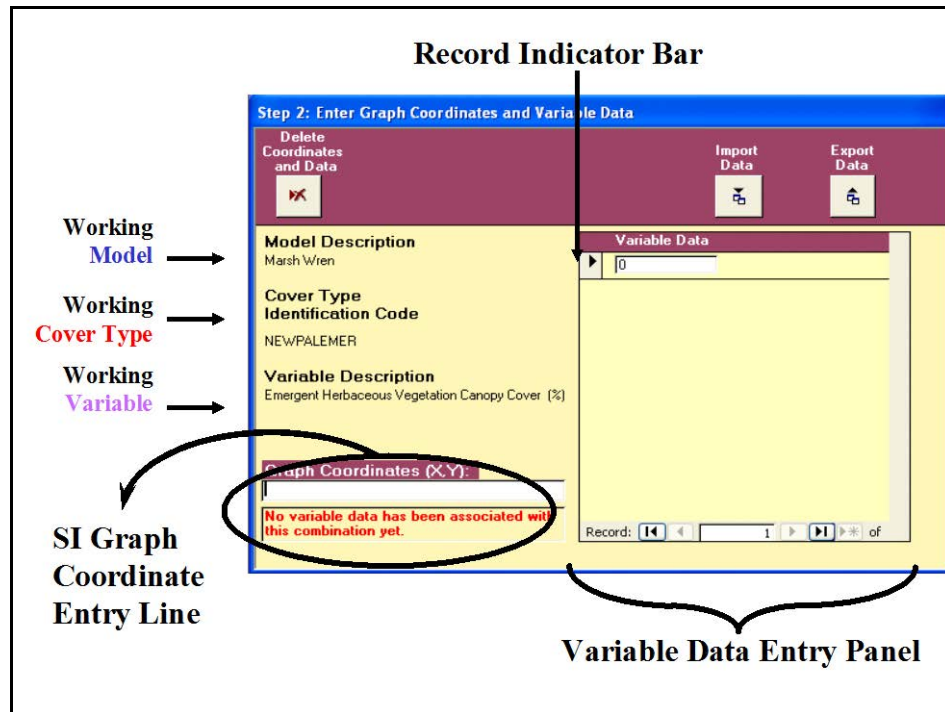 Record Indicator Bar
Step 2: Enter Graph Coordinates and Variable Data
Delete
Coordinates
and Data
Import
Data
Export
Data
Working
Model
Model Description
Marsh Wren
Working
Cover Type
Cover Type
Identification Code
NEWPALEMER
Working
Variable
Variable Description
Emergent Herbaceous Vegetation Canopy Cover (%)
Graph Coordinates (X,Y):
No variable data has been associated with
this combination yet.
Variable Data
0
Record: 1 of
SI Graph
Coordinate
Entry Line
Variable Data Entry Panel